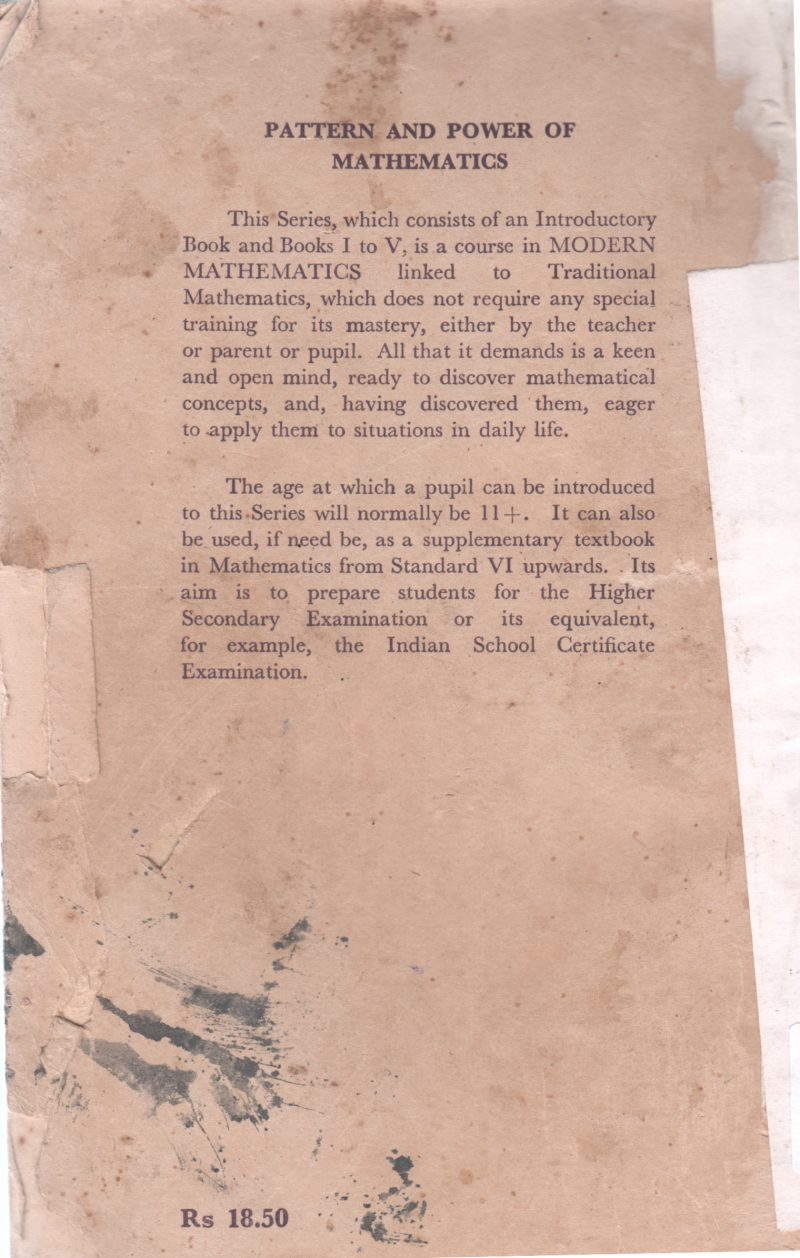 PATTERN AND POWER OF
MATHEMATICS
This Series, which consists of an Introductory
Book and Books I to V, is a course in MODERN
MATHEMATICS linked to Traditional
Mathematics, which does not require any special
training for its mastery, either by the teacher
or parent or pupil. All that it demands is a keen
and open mind, ready to discover mathematical
concepts, and, having discovered them, eager
to apply them to situations in daily life.
The age at which a pupil can be introduced
to this Series will normally be 11+. It can also
be used, if need be, as a supplementary textbook
in Mathematics from Standard VI upwards. Its
aim is to prepare students for the Higher
Secondary Examination or its equivalent,
for example, the Indian School Certificate
Examination.
Rs 18.50